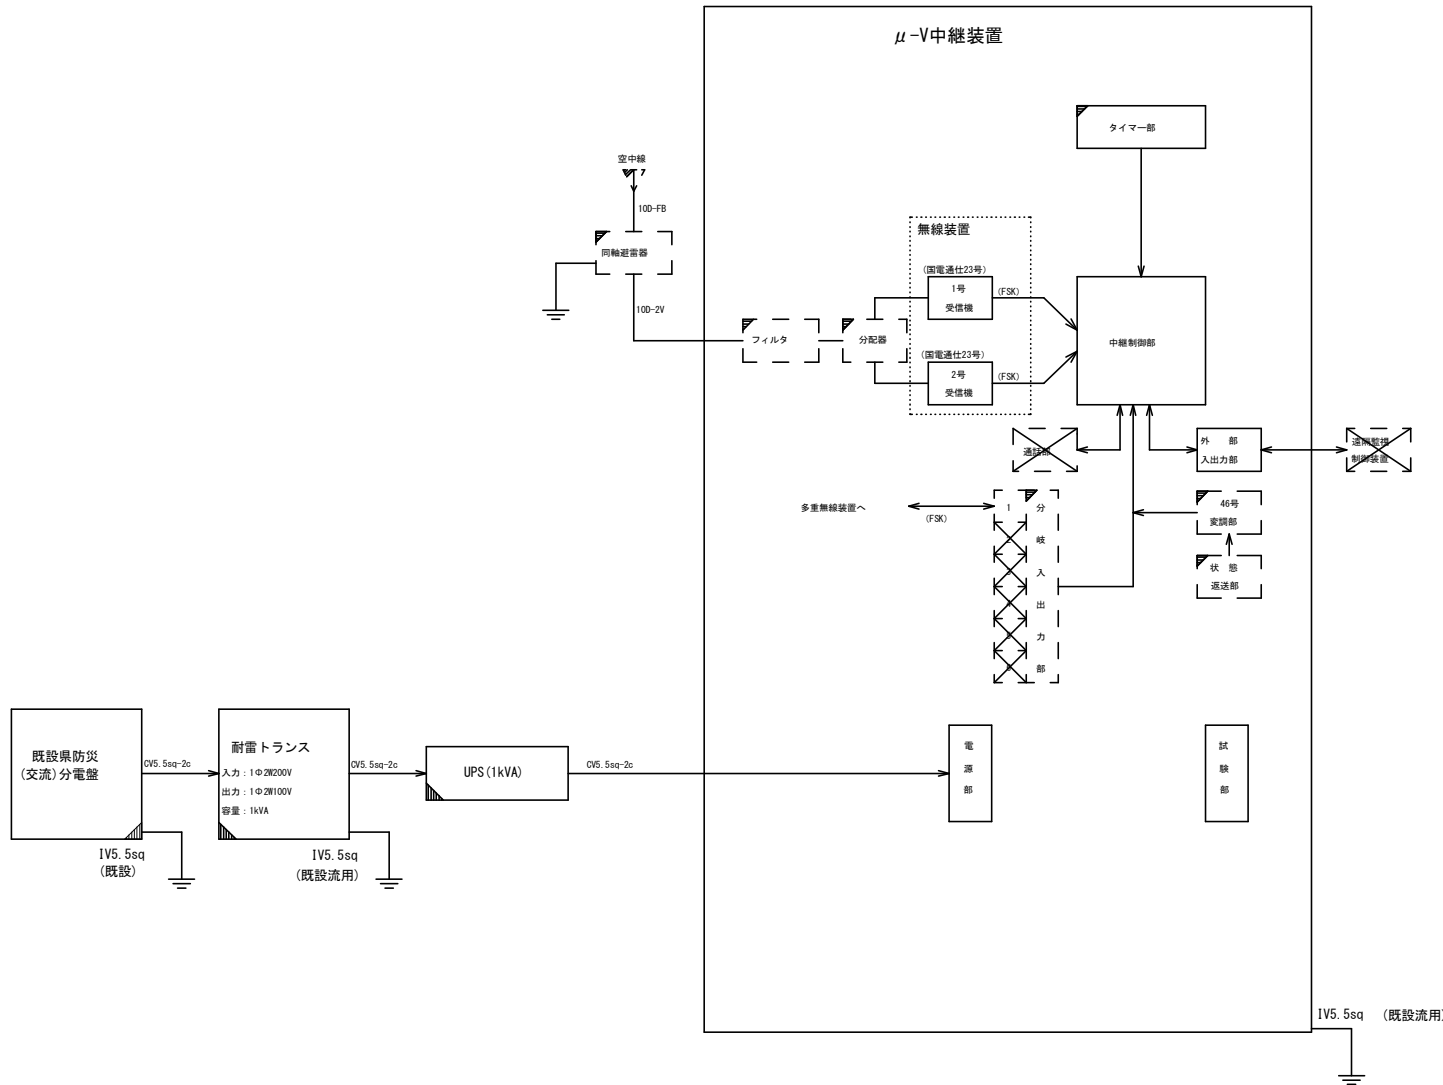 μ-V中継装置
タイマー部
空中線
10D-FB
無線装置
同軸避雷器
(国電通仕23号)
1号
受信機
(FSK)
10D-2V
フィルタ
分配器
中継制御部
(国電通仕23号)
2号
受信機
(FSK)
通話部
外 部
入出力部
遠隔監視
制御装置
多重無線装置へ
(FSK)
1
2
3
4
5
6
分
岐
入
出
力
部
46号
変調部
状 態
返送部
既設県防災
(交流)分電盤
CV5.5sq-2c
耐雷トランス
入力：1Φ2W200V
出力：1Φ2W100V
容量：1kVA
CV5.5sq-2c
UPS(1kVA)
CV5.5sq-2c
電
源
部
試
験
部
IV5.5sq
(既設)
IV5.5sq
(既設流用)
IV5.5sq (既設流用)